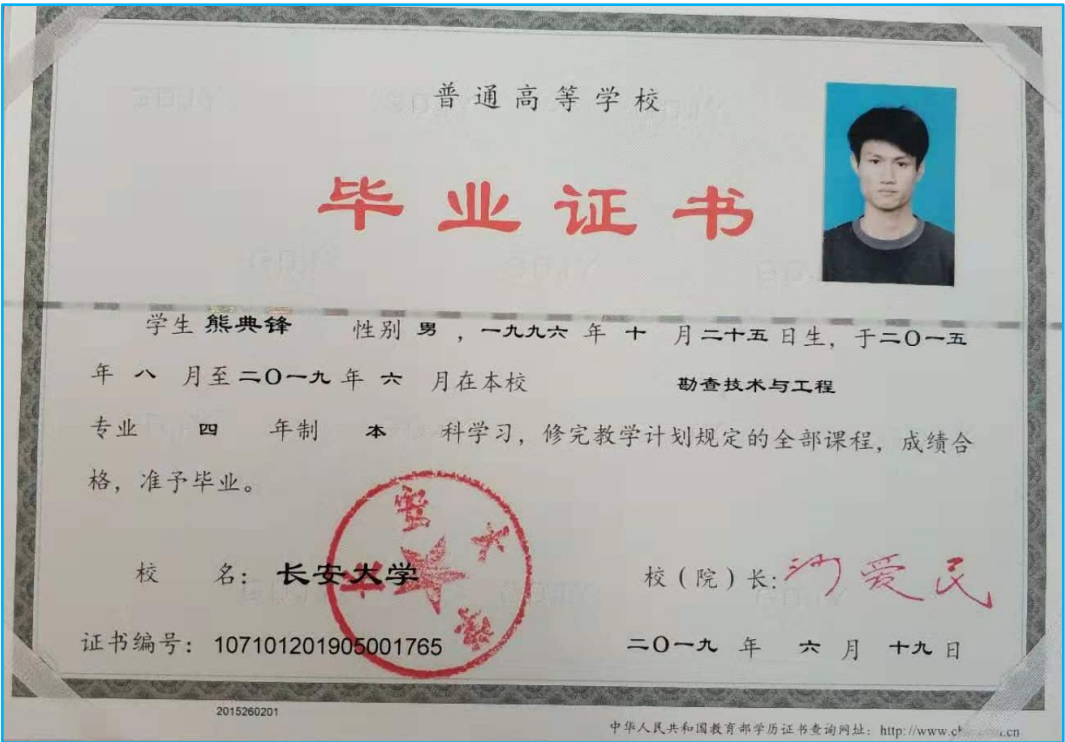 普通高等学校
毕业证书
学生 熊典锋 性别 男 ，一九九六 年 十 月二十五 日生，于二〇一五
年 八 月至 二〇一九 年 六 月在本校 勘查技术与工程
专业 四 年制 本 科学习，修完教学计划规定的全部课程，成绩合
格，准予毕业。
校 名： 长安大学
校（院）长：沙爱民
证书编号： 107101201905001765
二〇一九 年 六 月 十九 日
2015260201
中华人民共和国教育部学历证书查询网址： http://www.